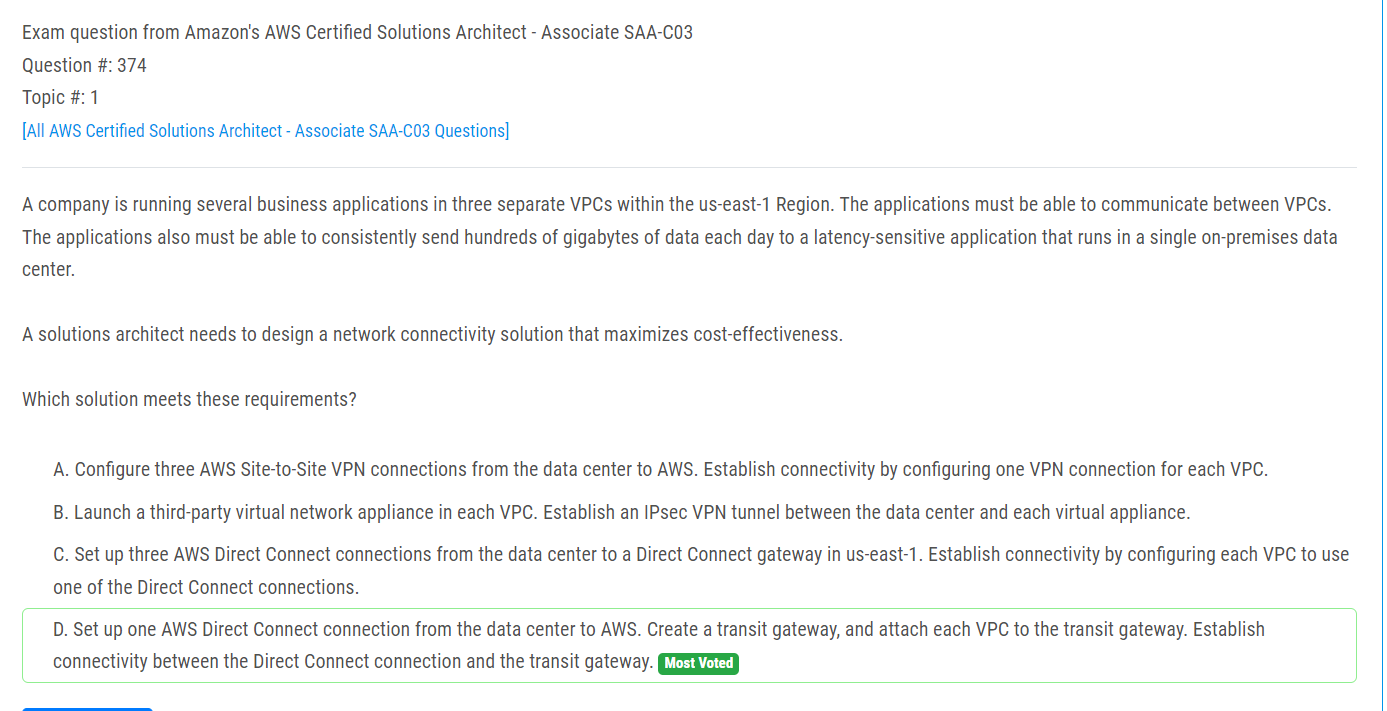 Exam question from Amazon's AWS Certified Solutions Architect - Associate SAA-C03
Question #: 374
Topic #: 1
[All AWS Certified Solutions Architect - Associate SAA-C03 Questions]
A company is running several business applications in three separate VPCs within the us-east-1 Region. The applications must be able to communicate between VPCs.
The applications also must be able to consistently send hundreds of gigabytes of data each day to a latency-sensitive application that runs in a single on-premises data
center.
A solutions architect needs to design a network connectivity solution that maximizes cost-effectiveness.
Which solution meets these requirements?
A. Configure three AWS Site-to-Site VPN connections from the data center to AWS. Establish connectivity by configuring one VPN connection for each VPC.
B. Launch a third-party virtual network appliance in each VPC. Establish an IPsec VPN tunnel between the data center and each virtual appliance.
C. Set up three AWS Direct Connect connections from the data center to a Direct Connect gateway in us-east-1. Establish connectivity by configuring each VPC to use
one of the Direct Connect connections.
D. Set up one AWS Direct Connect connection from the data center to AWS. Create a transit gateway, and attach each VPC to the transit gateway. Establish
connectivity between the Direct Connect connection and the transit gateway. Most Voted